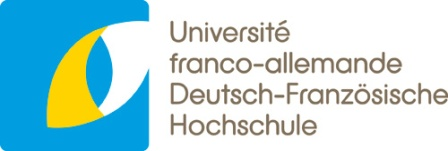 Université
franco-allemande
Deutsch-Französische
Hochschule